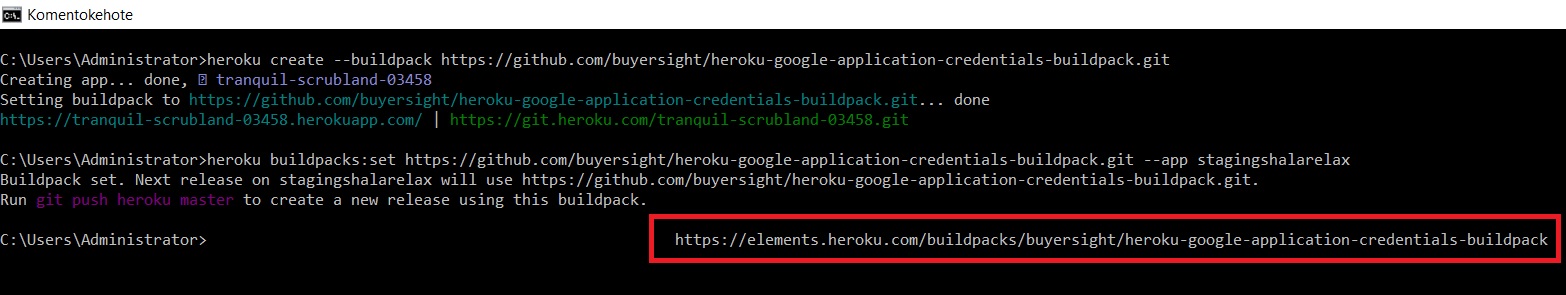 Komentokehote
C:\Users\Administrator>heroku create --buildpack https://github.com/buyersight/heroku-google-application-credentials-buildpack.git
Creating app... done, ⍰ tranquil-scrubland-03458
Setting buildpack to https://github.com/buyersight/heroku-google-application-credentials-buildpack.git... done
https://tranquil-scrubland-03458.herokuapp.com/ | https://git.heroku.com/tranquil-scrubland-03458.git
C:\Users\Administrator>heroku buildpacks:set https://github.com/buyersight/heroku-google-application-credentials-buildpack.git --app stagingshalarelax
Buildpack set. Next release on stagingshalarelax will use https://github.com/buyersight/heroku-google-application-credentials-buildpack.git.
Run git push heroku master to create a new release using this buildpack.
C:\Users\Administrator> https://elements.heroku.com/buildpacks/buyersight/heroku-google-application-credentials-buildpack